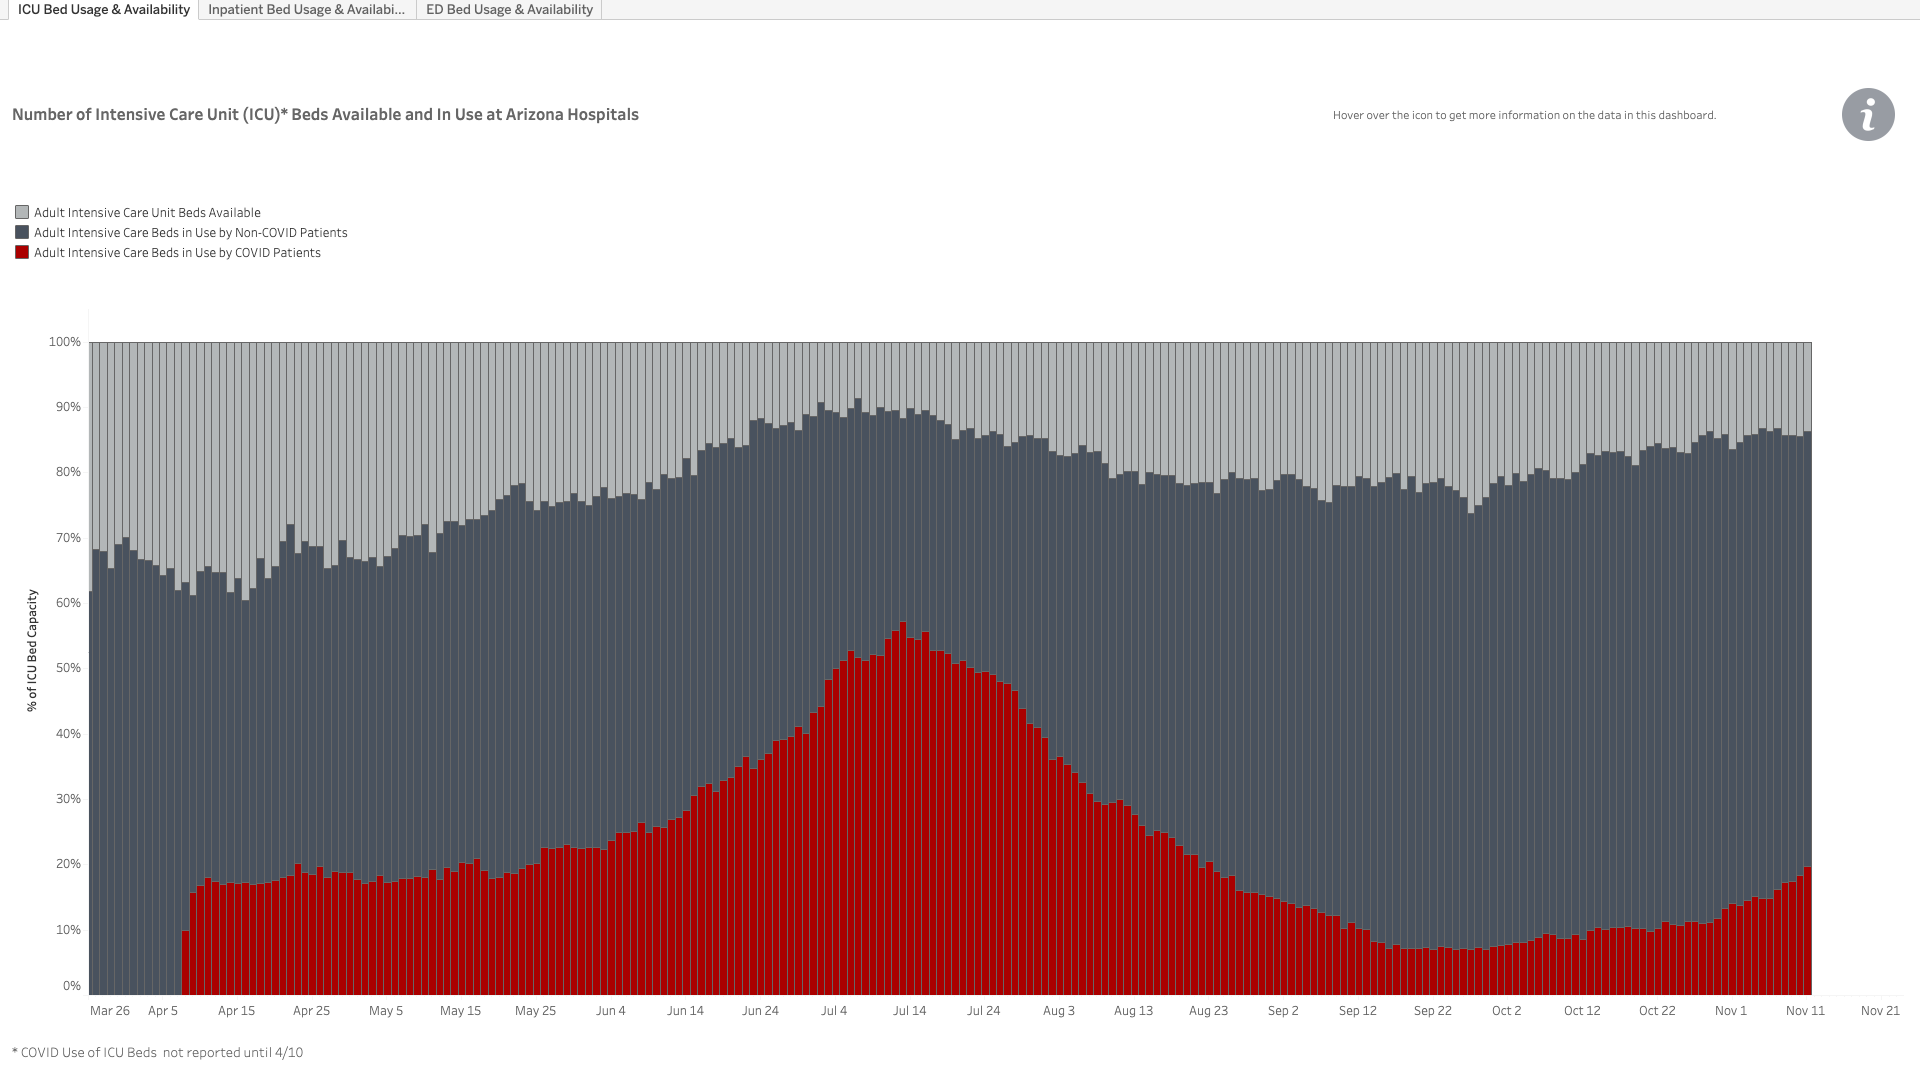 ICU Bed Usage & Availability
Inpatient Bed Usage & Availabi...
ED Bed Usage & Availability
Number of Intensive Care Unit (ICU)* Beds Available and In Use at Arizona Hospitals
Hover over the icon to get more information on the data in this dashboard.
i
Adult Intensive Care Unit Beds Available
Adult Intensive Care Beds in Use by Non-COVID Patients
Adult Intensive Care Beds in Use by COVID Patients
% of ICU Bed Capacity
100%
90%
80%
70%
60%
50%
40%
30%
20%
10%
0%
Mar 26
Apr 5
Apr 15
Apr 25
May 5
May 15
May 25
Jun 4
Jun 14
Jun 24
Jul 4
Jul 14
Jul 24
Aug 3
Aug 13
Aug 23
Sep 2
Sep 12
Sep 22
Oct 2
Oct 12
Oct 22
Nov 1
Nov 11
Nov 21
* COVID Use of ICU Beds  not reported until 4/10